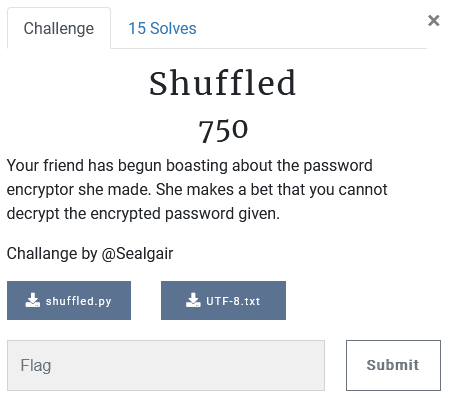 Challenge
15 Solves
×
Shuffled
750
Your friend has begun boasting about the password
encryptor she made. She makes a bet that you cannot
decrypt the encrypted password given.
Challange by @Sealgair
shuffled.py
UTF-8.txt
Flag
Submit